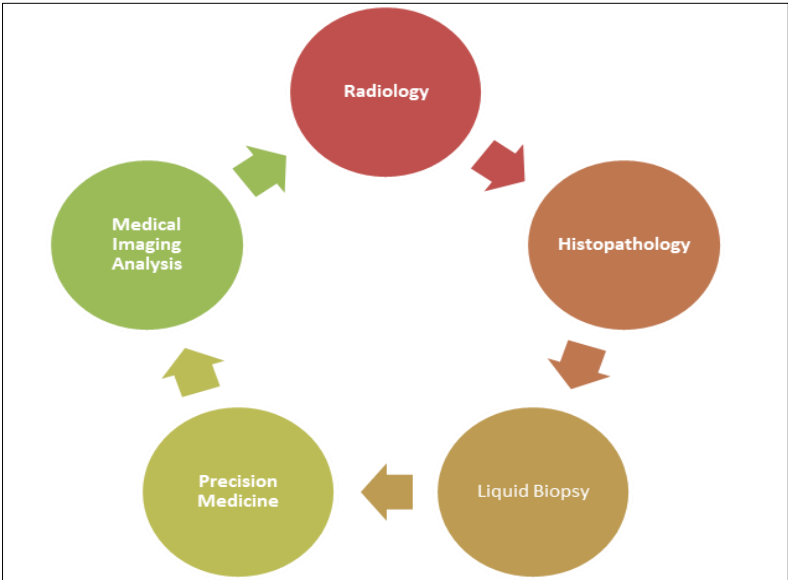 Radiology
Histopathology
Liquid Biopsy
Precision
Medicine
Medical
Imaging
Analysis